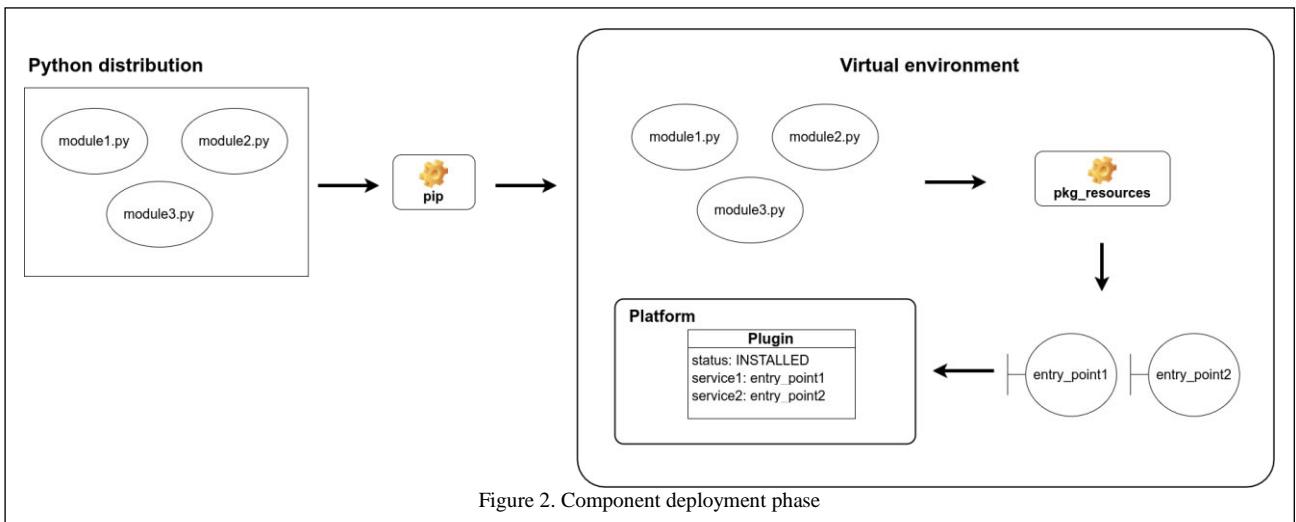 Python distribution
module1.py
module2.py
module3.py
pip
Virtual environment
module1.py
module2.py
module3.py
pkg_resources
Platform
Plugin
status: INSTALLED
service1: entry_point1
service2: entry_point2
entry_point1
entry_point2
Figure 2. Component deployment phase